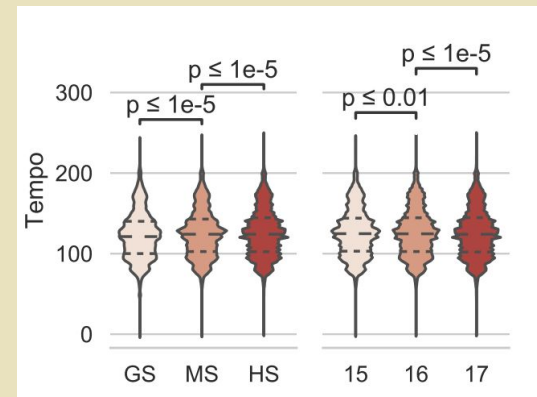 p ≤ 1e-5
p ≤ 1e-5
300
p ≤ 1e-5
p ≤ 0.01
200
Tempo
100
0
GS MS HS 15 16 17